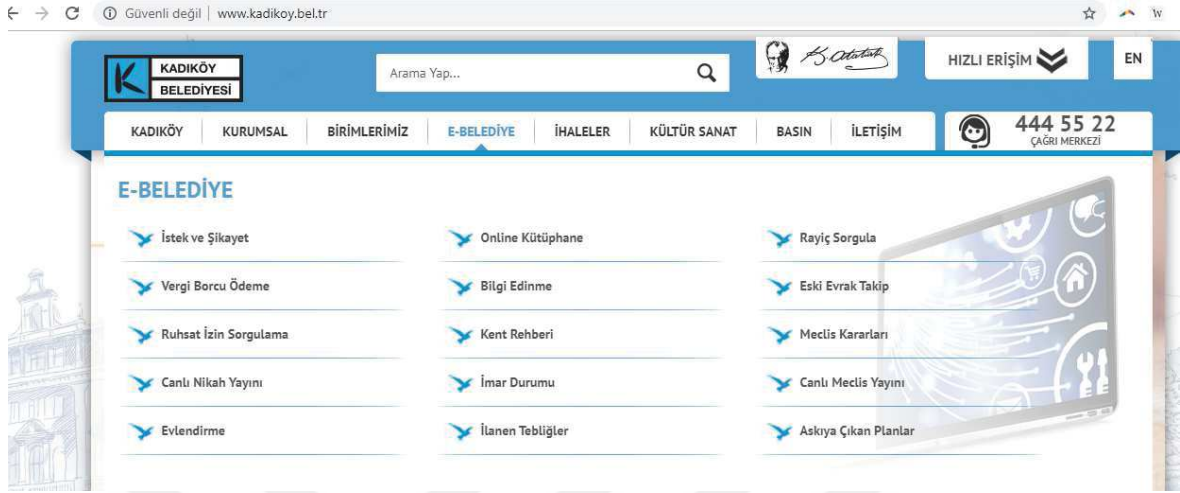 Güvenli değil | www.kadikoy.bel.tr
W
KADIKÖY
BELEDİYESİ
Arama Yap...
K. Atatürk
HIZLI ERİŞİM
EN
KADIKÖY KURUMSAL BİRİMLERİMİZ E-BELEDİYE İHALELER KÜLTÜR SANAT BASIN İLETİŞİM
444 55 22
ÇAĞRI MERKEZİ
E-BELEDİYE
İstek ve Şikayet Online Kütüphane Rayiç Sorgula
Vergi Borcu Ödeme Bilgi Edinme Eski Evrak Takip
Ruhsat İzin Sorgulama Kent Rehberi Meclis Kararları
Canlı Nikah Yayını İmar Durumu Canlı Meclis Yayını
Evlendirme İlanen Tebliğler Askıya Çıkan Planlar